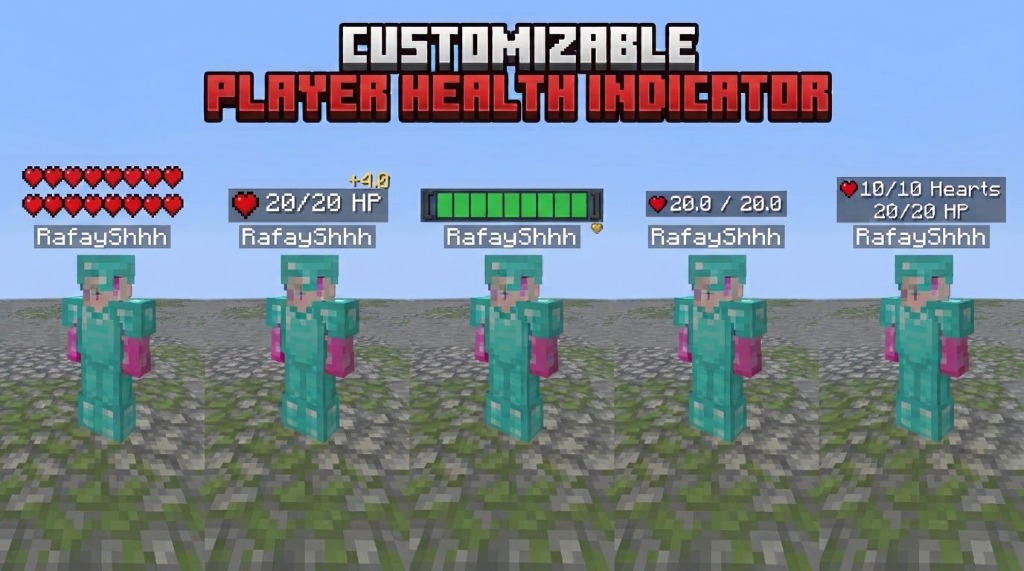 CUSTOMIZABLE
PLAYER HEALTH INDICATOR
RafayShhh
+4.0
20/20 HP
RafayShhh
RafayShhh
20.0 / 20.0
RafayShhh
10/10 Hearts
20/20 HP
RafayShhh